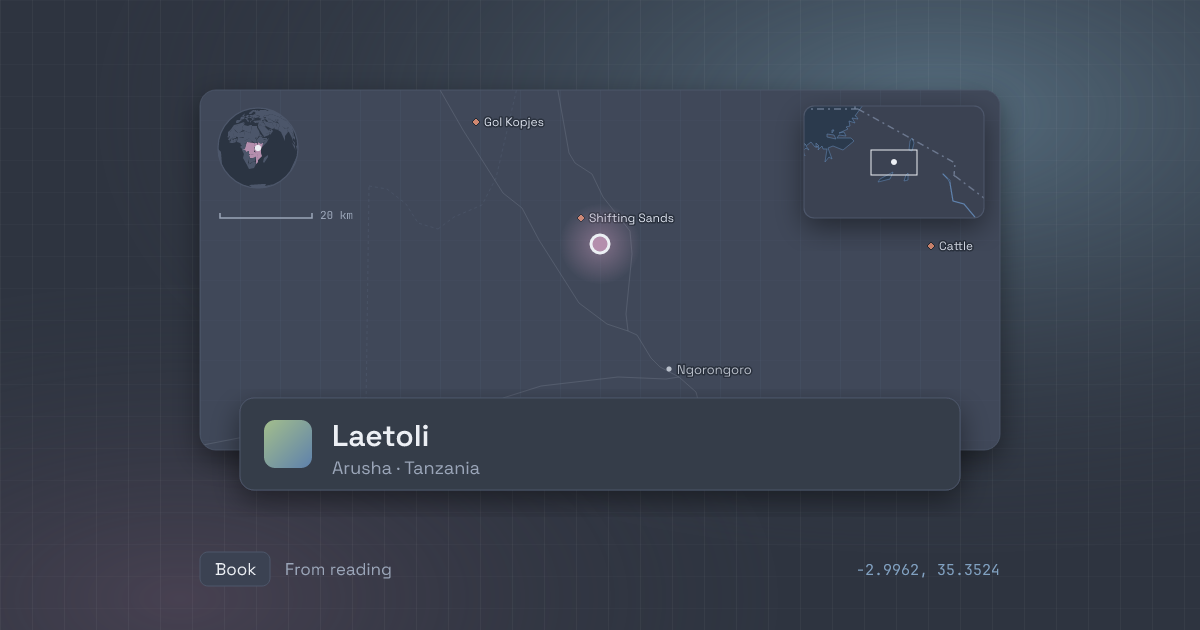 Gol Kopjes
20 km
Shifting Sands
Cattle
Ngorongoro
Laetoli
Arusha · Tanzania
Book
From reading
-2.9962, 35.3524